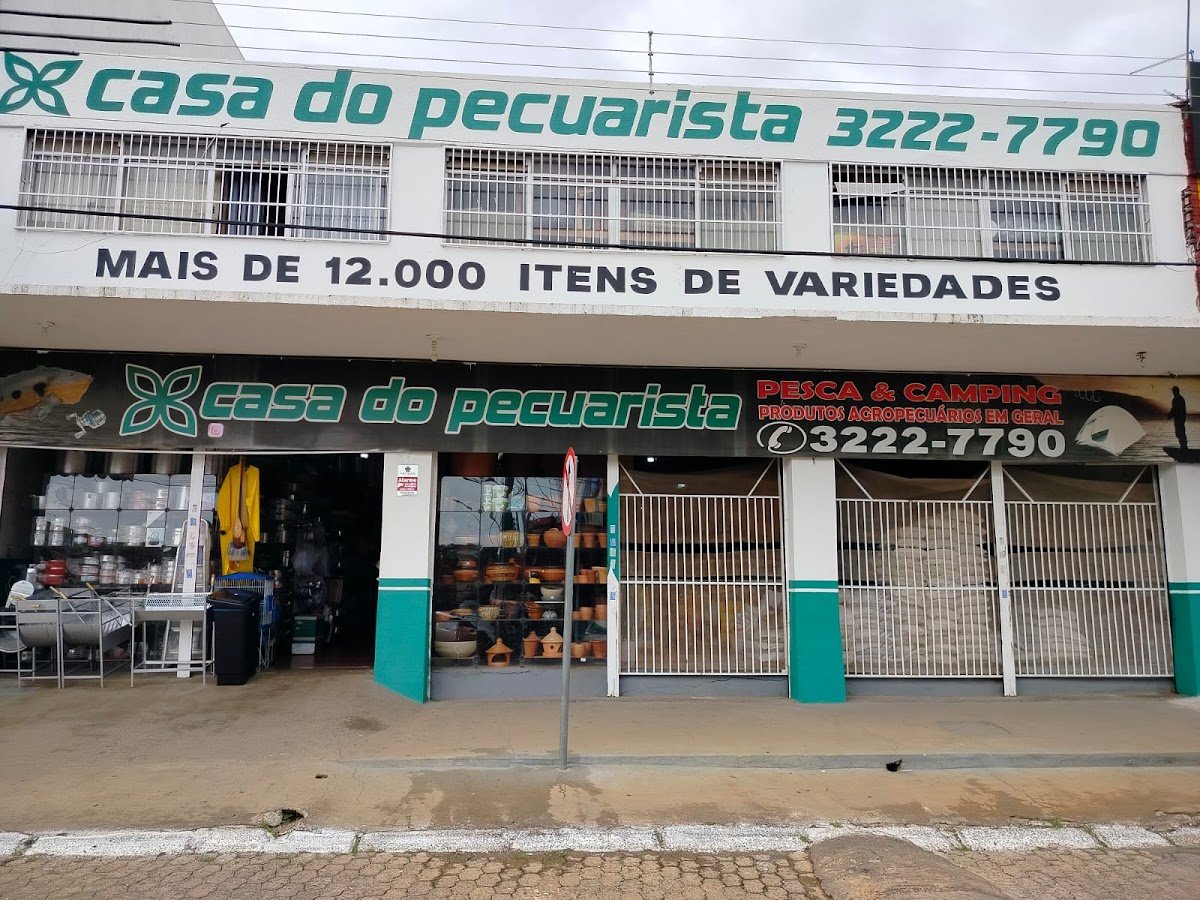 casa do pecuarista 3222-7790
MAIS DE 12.000 ITENS DE VARIEDADES
casa do pecuarista
PESCA & CAMPING
PRODUTOS AGROPECUÁRIOS EM GERAL
3222-7790
Alarme